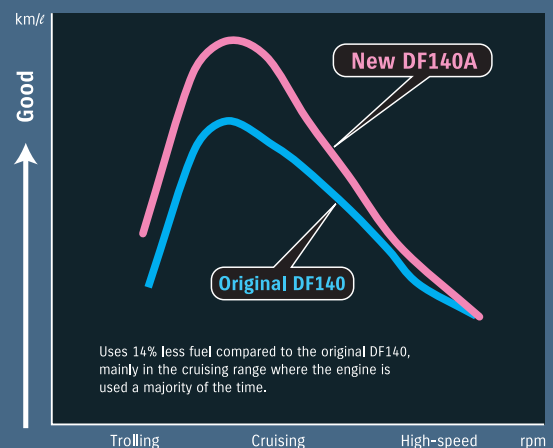 km/ℓ
Good
New DF140A
Original DF140
Uses 14% less fuel compared to the original DF140,
mainly in the cruising range where the engine is
used a majority of the time.
Trolling Cruising High-speed rpm